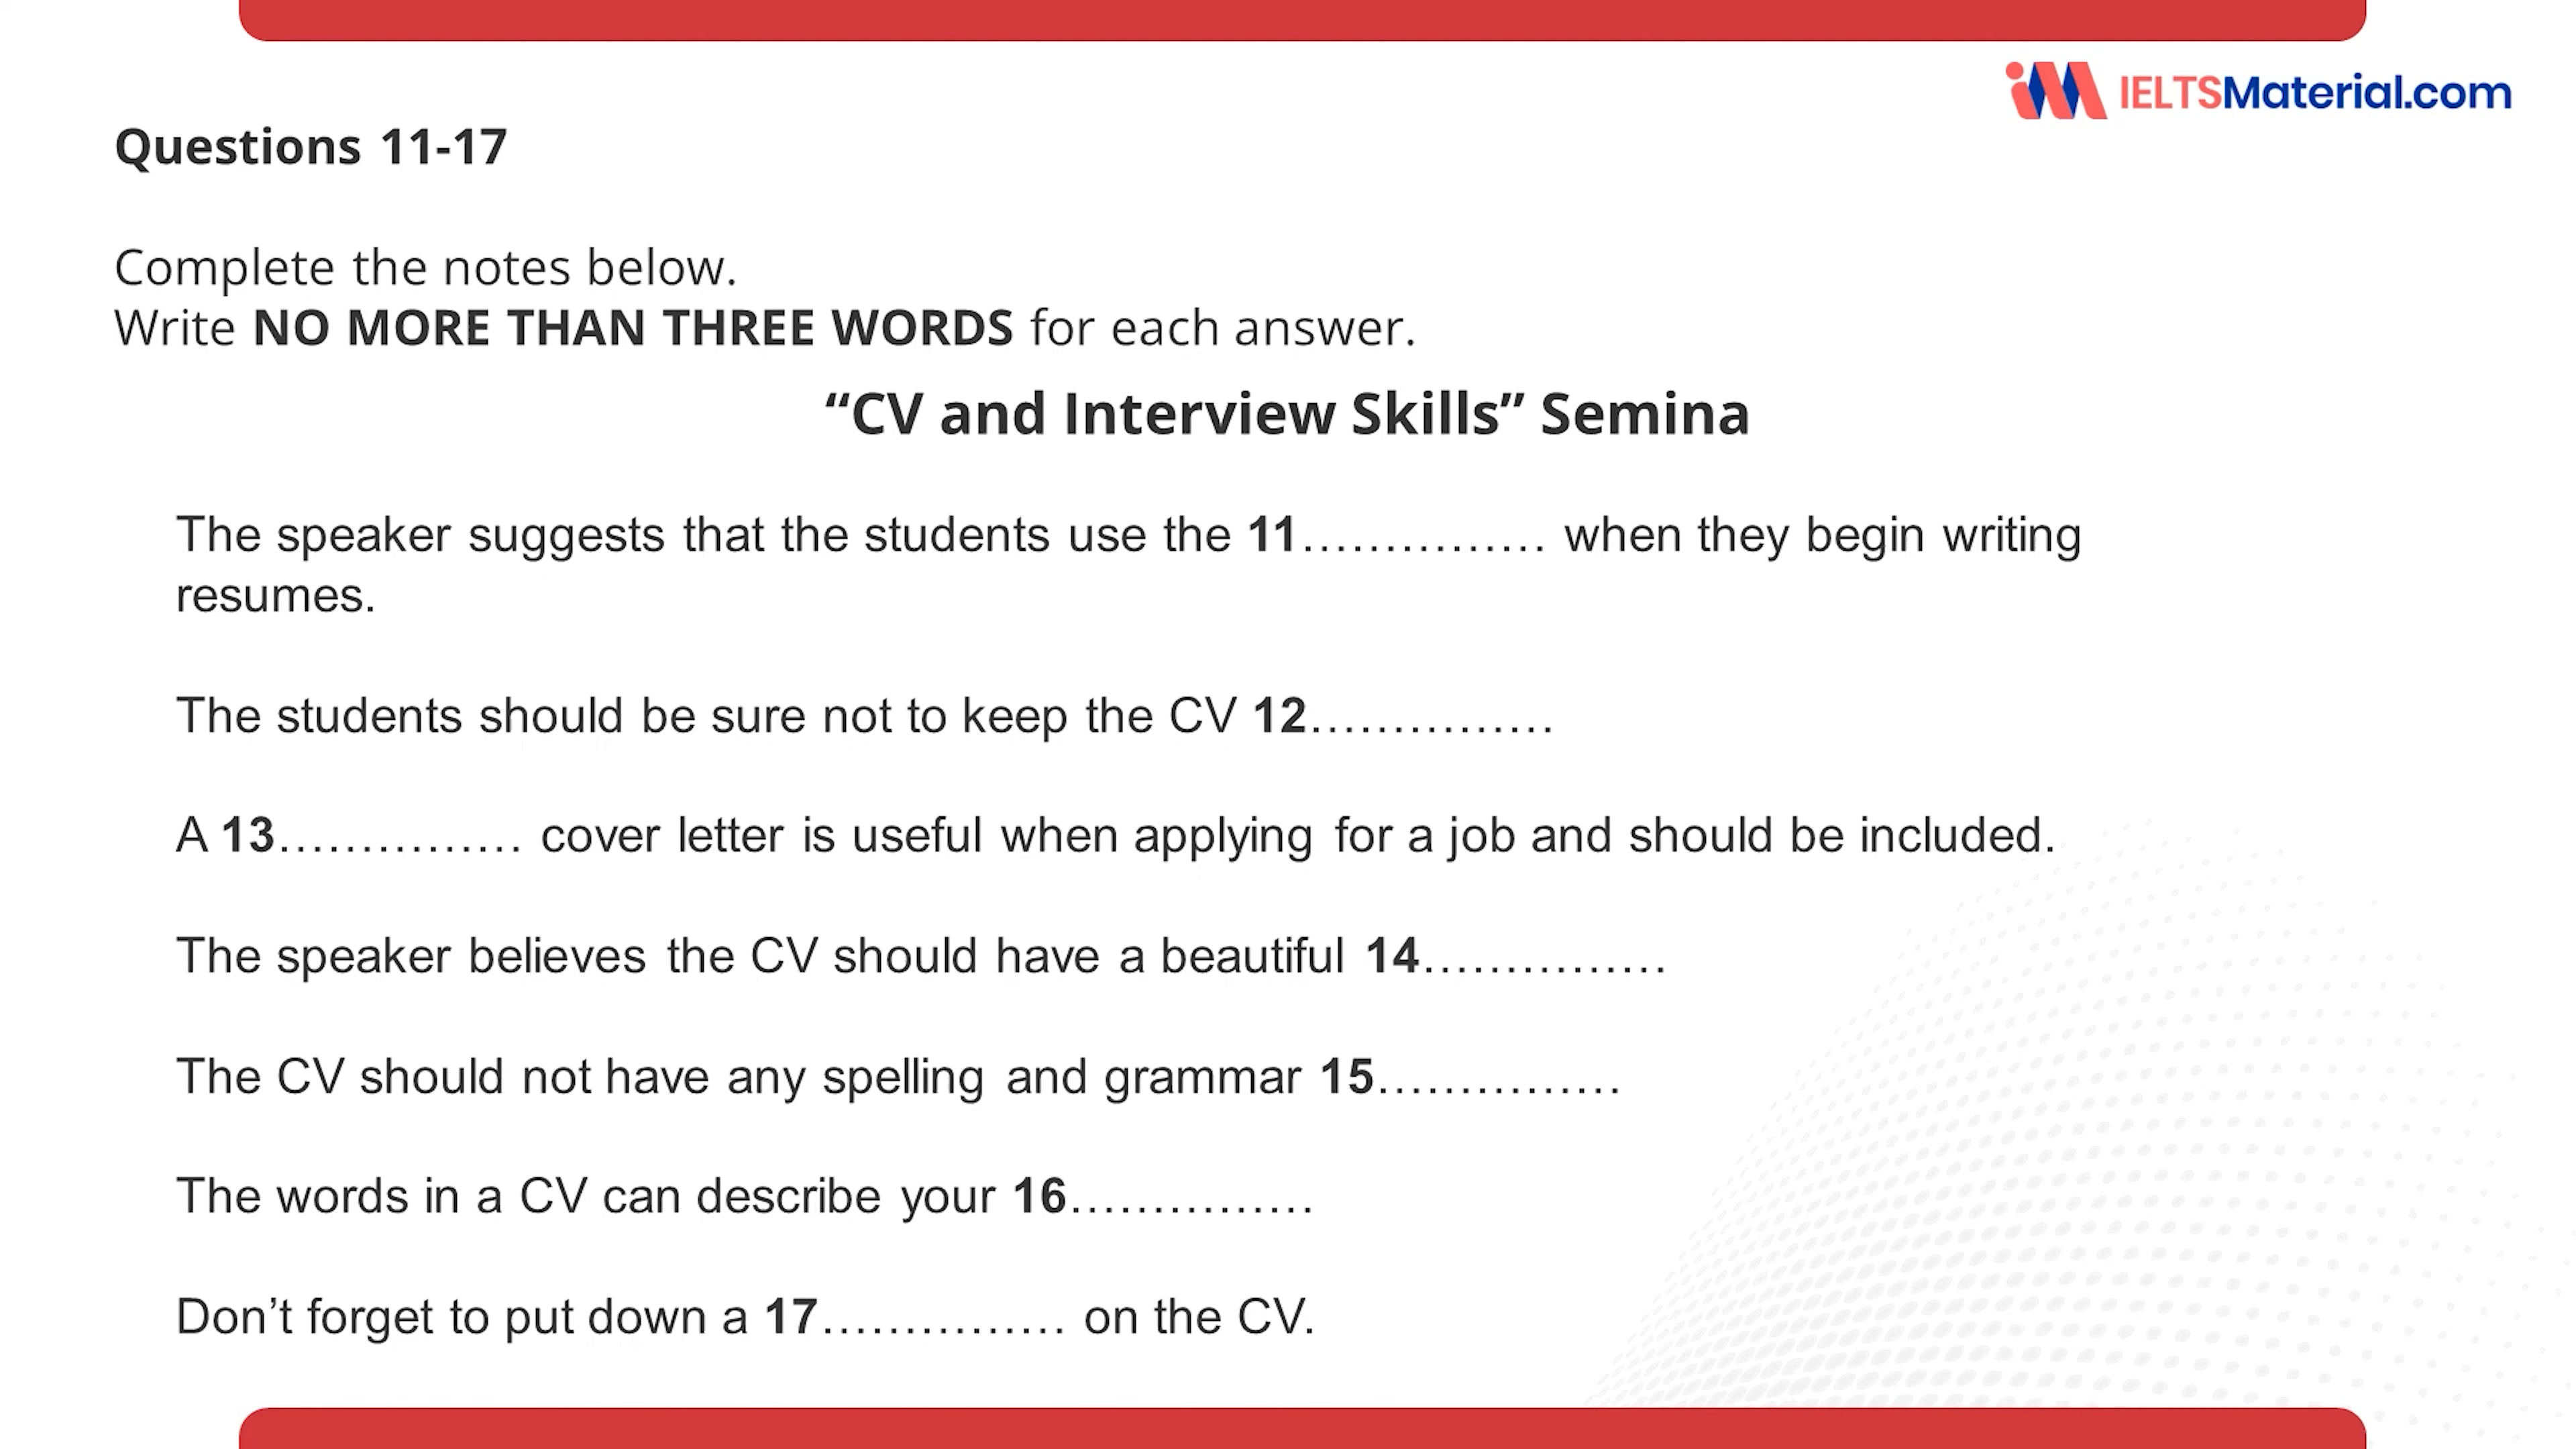 IELTSMaterial.com
Questions 11-17
Complete the notes below.
Write NO MORE THAN THREE WORDS for each answer.
“CV and Interview Skills” Semina
The speaker suggests that the students use the 11…………… when they begin writing
resumes.
The students should be sure not to keep the CV 12……………
A 13…………… cover letter is useful when applying for a job and should be included.
The speaker believes the CV should have a beautiful 14……………
The CV should not have any spelling and grammar 15……………
The words in a CV can describe your 16……………
Don’t forget to put down a 17…………… on the CV.